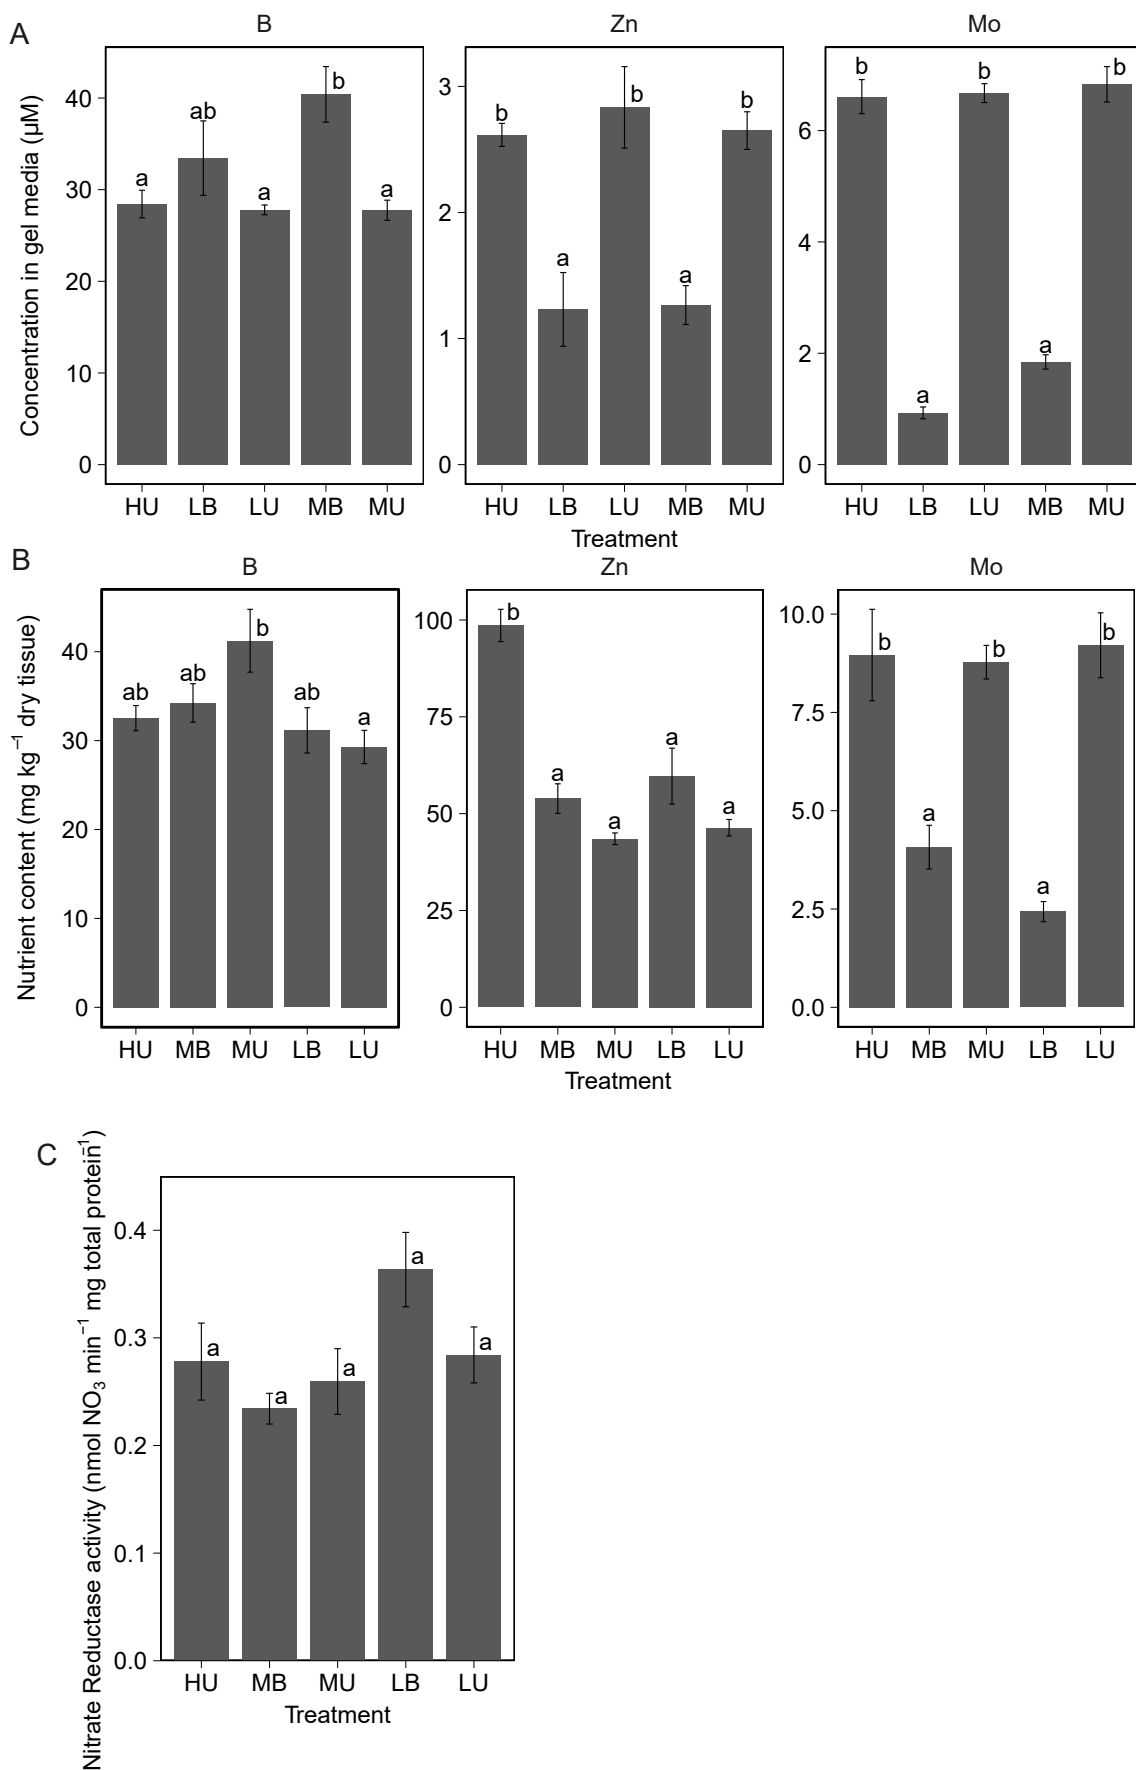 A
B Zn Mo
Concentration in gel media (µM)
40
30
20
10
0
a ab a b a
HU LB LU MB MU
3
2
1
0
b a b a b
HU LB LU MB MU
6
4
2
0
b a b a b
HU LB LU MB MU
Treatment
B
B Zn Mo
Nutrient content (mg kg⁻¹ dry tissue)
40
30
20
10
0
ab ab b ab a
HU MB MU LB LU
100
75
50
25
0
b a a a a
HU MB MU LB LU
10.0
7.5
5.0
2.5
0.0
b a b a b
HU MB MU LB LU
Treatment
C
Nitrate Reductase activity (nmol NO₃ min⁻¹ mg total protein⁻¹)
0.4
0.3
0.2
0.1
0.0
a a a a a
HU MB MU LB LU
Treatment